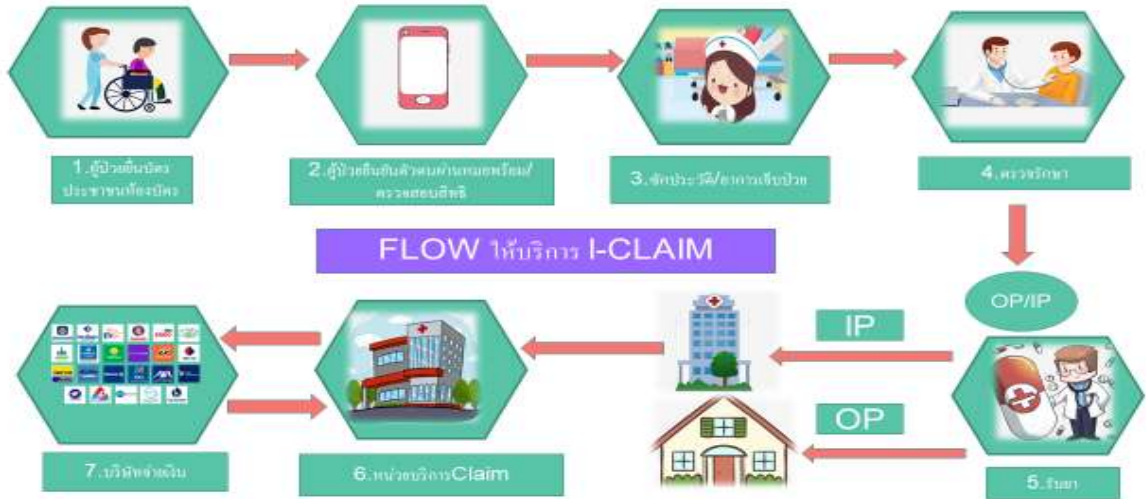 1.ผู้ป่วยยื่นบัตร
ประชาชนห้องบัตร
2.ผู้ป่วยยืนยันตัวตนผ่านหมอพร้อม/
ตรวจสอบสิทธิ
3.ซักประวัติ/อาการเจ็บป่วย
4.ตรวจรักษา
FLOW ให้บริการ I-CLAIM
OP/IP
IP
OP
5.รับยา
6.หน่วยบริการClaim
7.บริษัทจ่ายเงิน